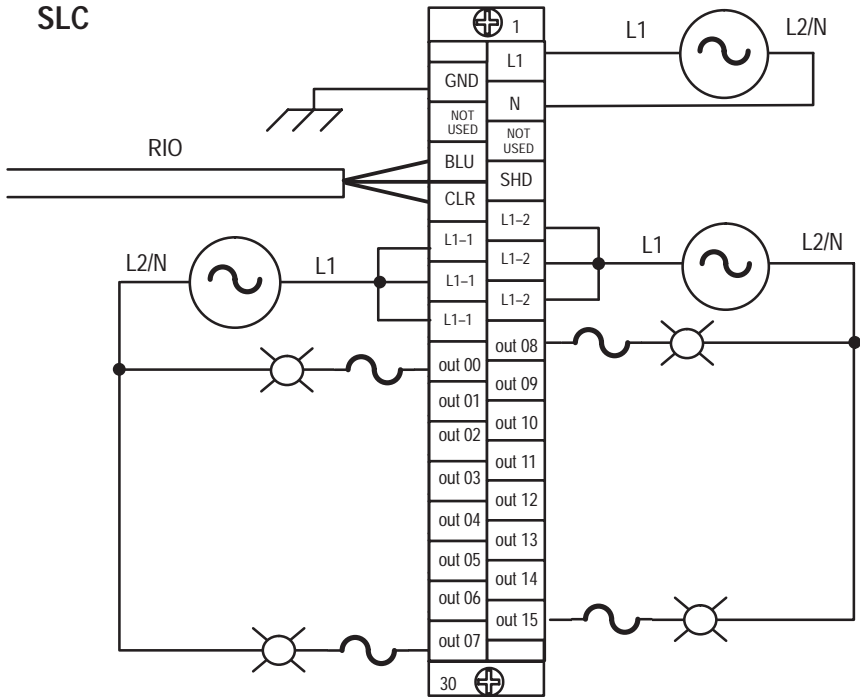 SLC
1
L1
L1
L2/N
GND
N
NOT
USED
NOT
USED
RIO
BLU
SHD
CLR
L1–2
L1–1
L1–2
L1
L2/N
L2/N
L1
L1–1
L1–2
L1–1
out 08
out 00
out 09
out 01
out 10
out 02
out 11
out 03
out 12
out 04
out 13
out 05
out 14
out 06
out 15
out 07
30